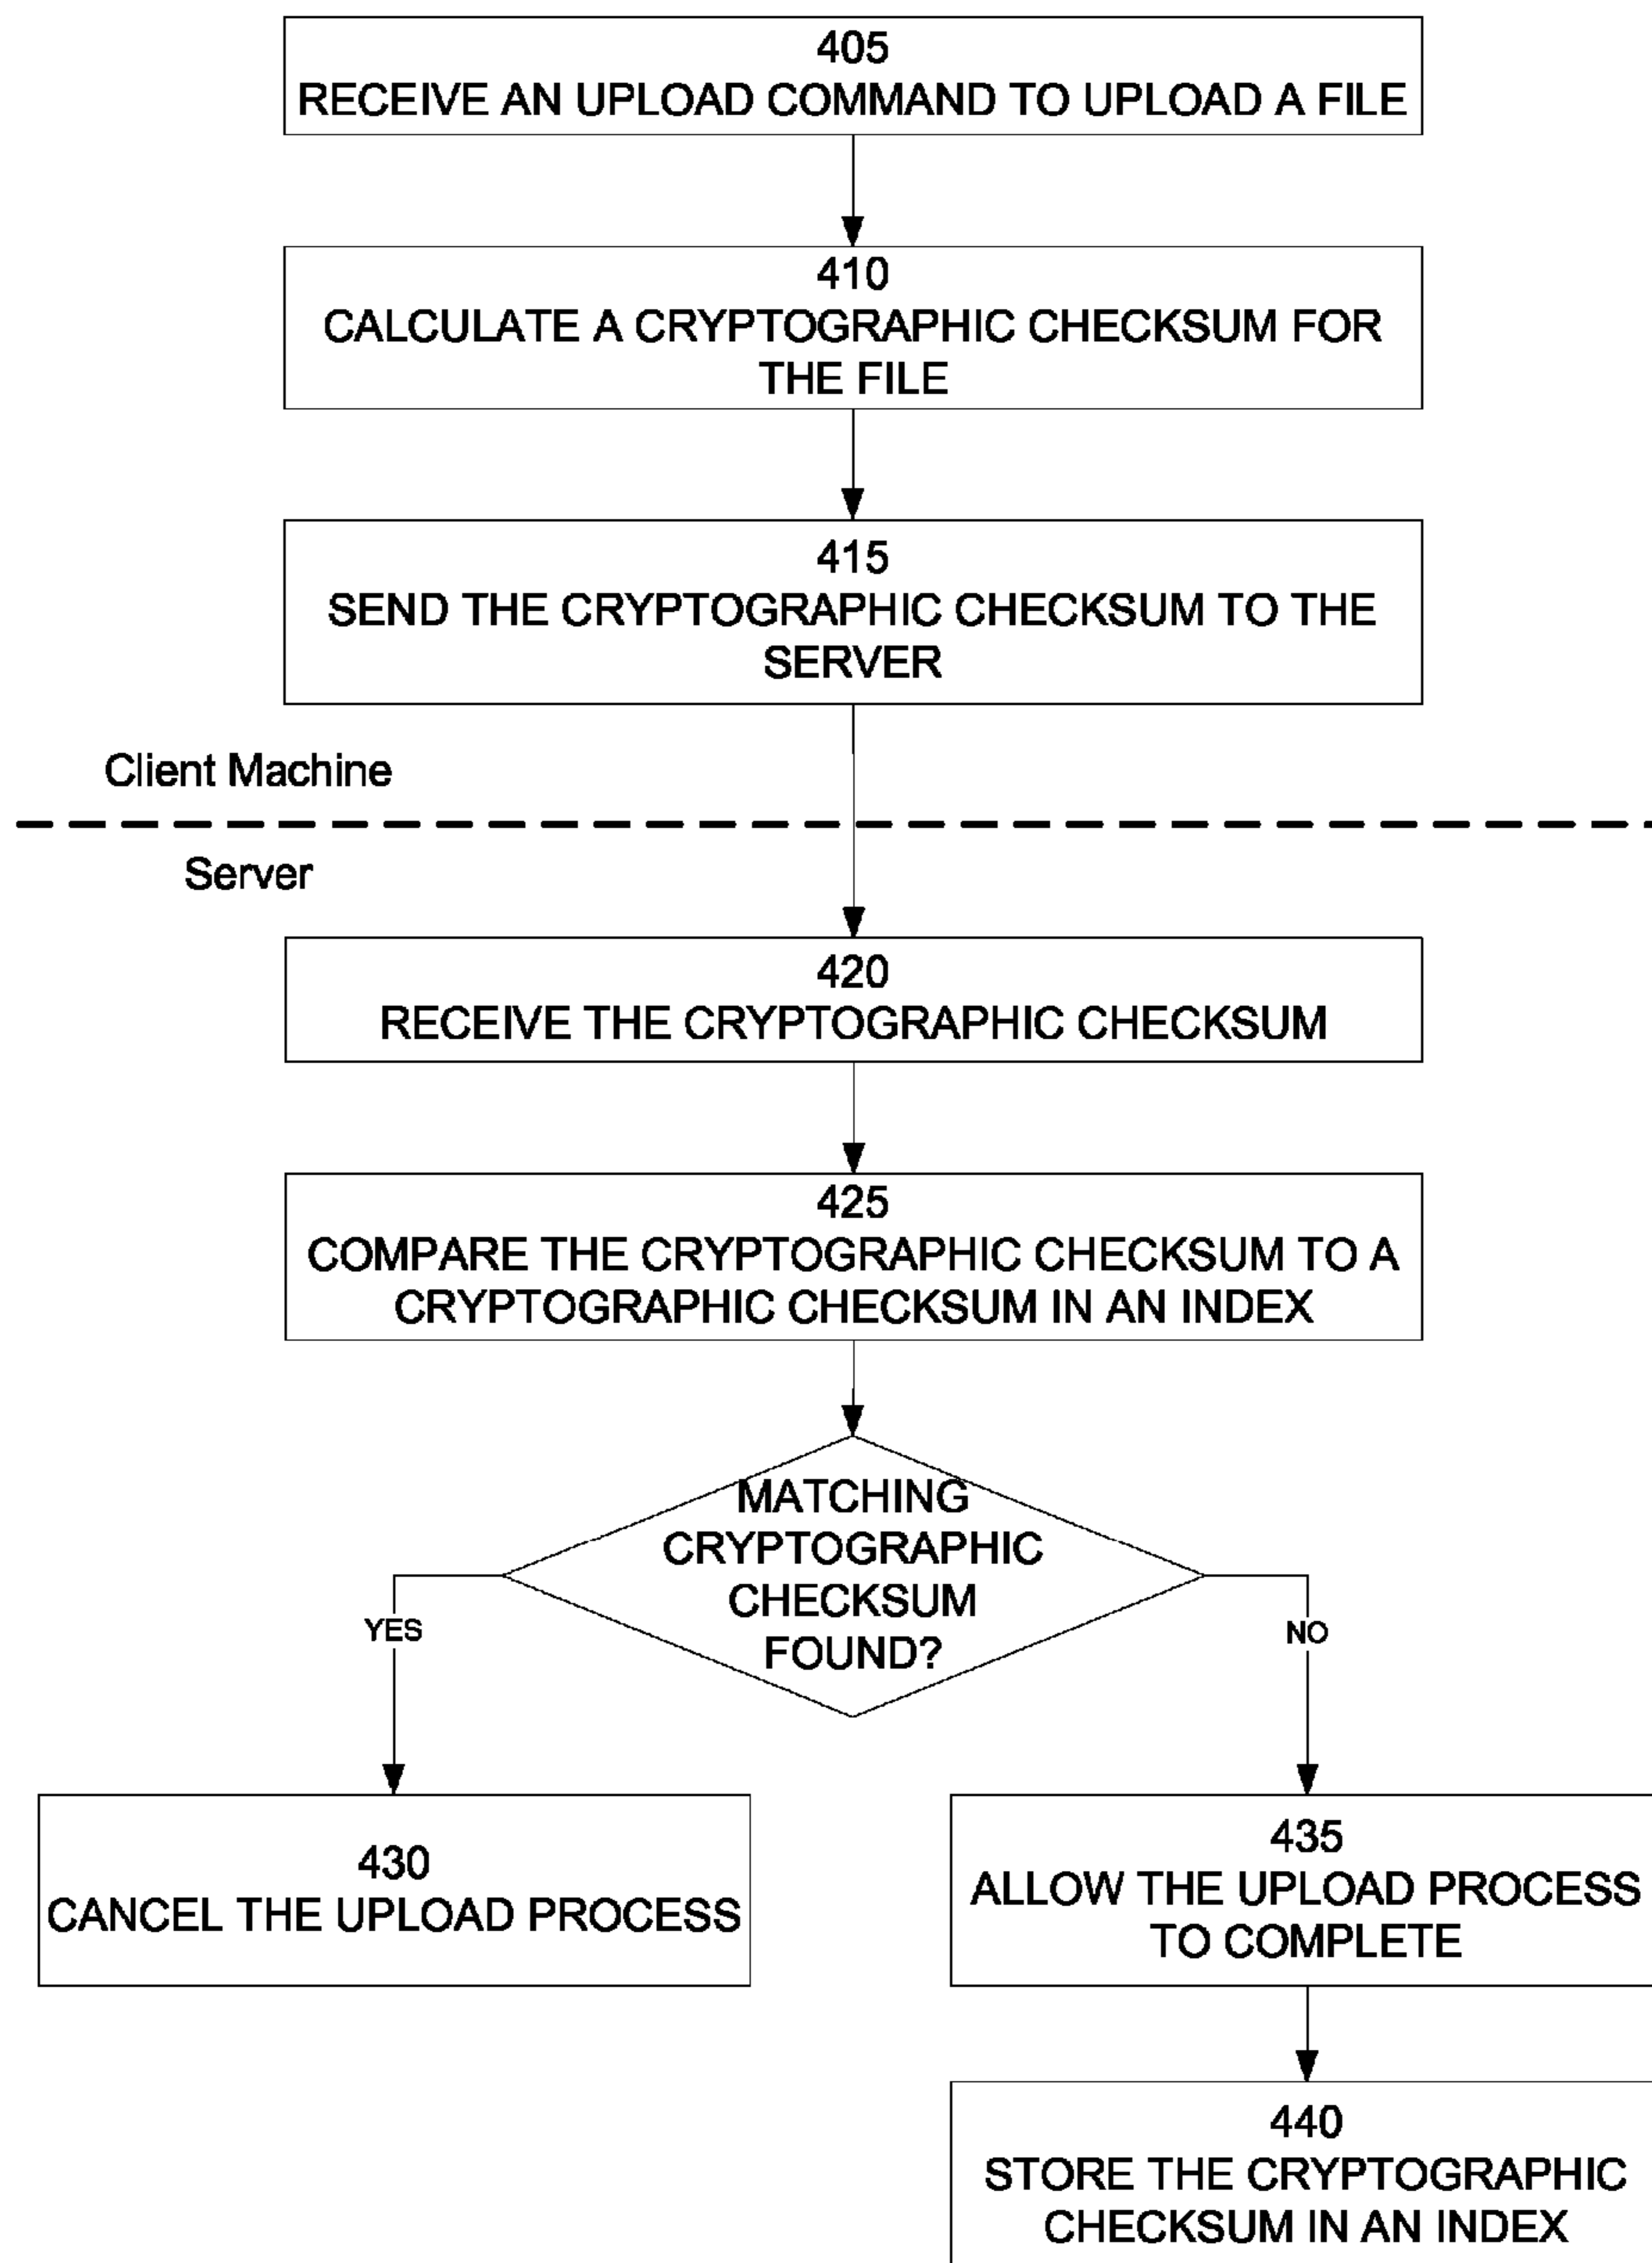 405
RECEIVE AN UPLOAD COMMAND TO UPLOAD A FILE
410
CALCULATE A CRYPTOGRAPHIC CHECKSUM FOR
THE FILE
415
SEND THE CRYPTOGRAPHIC CHECKSUM TO THE
SERVER
Client Machine
Server
420
RECEIVE THE CRYPTOGRAPHIC CHECKSUM
425
COMPARE THE CRYPTOGRAPHIC CHECKSUM TO A
CRYPTOGRAPHIC CHECKSUM IN AN INDEX
MATCHING
CRYPTOGRAPHIC
CHECKSUM
FOUND?
YES
NO
430
CANCEL THE UPLOAD PROCESS
435
ALLOW THE UPLOAD PROCESS
TO COMPLETE
440
STORE THE CRYPTOGRAPHIC
CHECKSUM IN AN INDEX